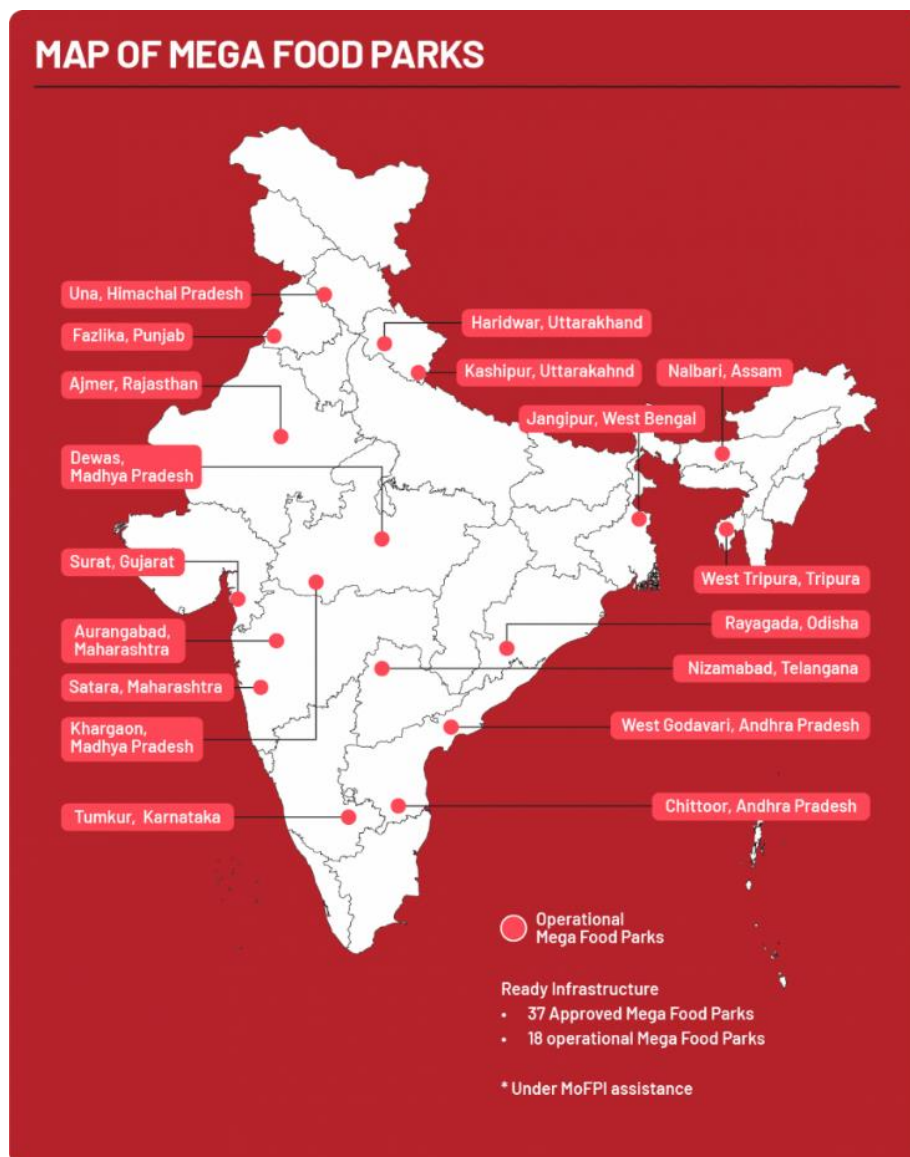 MAP OF MEGA FOOD PARKS
Una, Himachal Pradesh
Fazlika, Punjab
Ajmer, Rajasthan
Dewas,
Madhya Pradesh
Surat, Gujarat
Aurangabad,
Maharashtra
Satara, Maharashtra
Khargaon,
Madhya Pradesh
Tumkur, Karnataka
Haridwar, Uttarakhand
Kashipur, Uttarakahnd
Nalbari, Assam
Jangipur, West Bengal
West Tripura, Tripura
Rayagada, Odisha
Nizamabad, Telangana
West Godavari, Andhra Pradesh
Chittoor, Andhra Pradesh
Operational
Mega Food Parks
Ready Infrastructure
• 37 Approved Mega Food Parks
• 18 operational Mega Food Parks
* Under MoFPI assistance